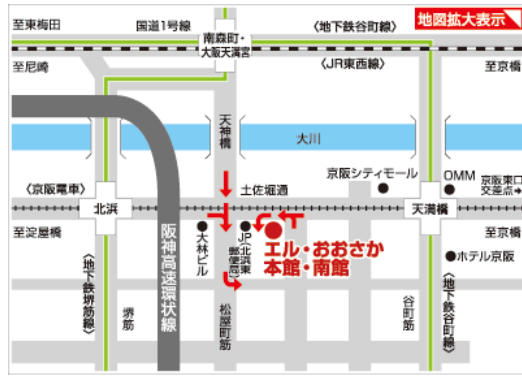 至東梅田
国道1号線
南森町・
大阪天満宮
〈地下鉄谷町線〉
地図拡大表示
至尼崎
〈JR東西線〉
至京橋
天神橋
大川
京阪シティモール
OMM
京阪東口
交差点➔
〈京阪電車〉
土佐堀通
北浜
天満橋
至淀屋橋
至京橋
阪神高速環状線
大林ビル
JP北浜東
郵便局
エル・おおさか
本館・南館
ホテル京阪
〈地下鉄堺筋線〉
堺筋
松屋町筋
谷町筋
〈地下鉄谷町線〉